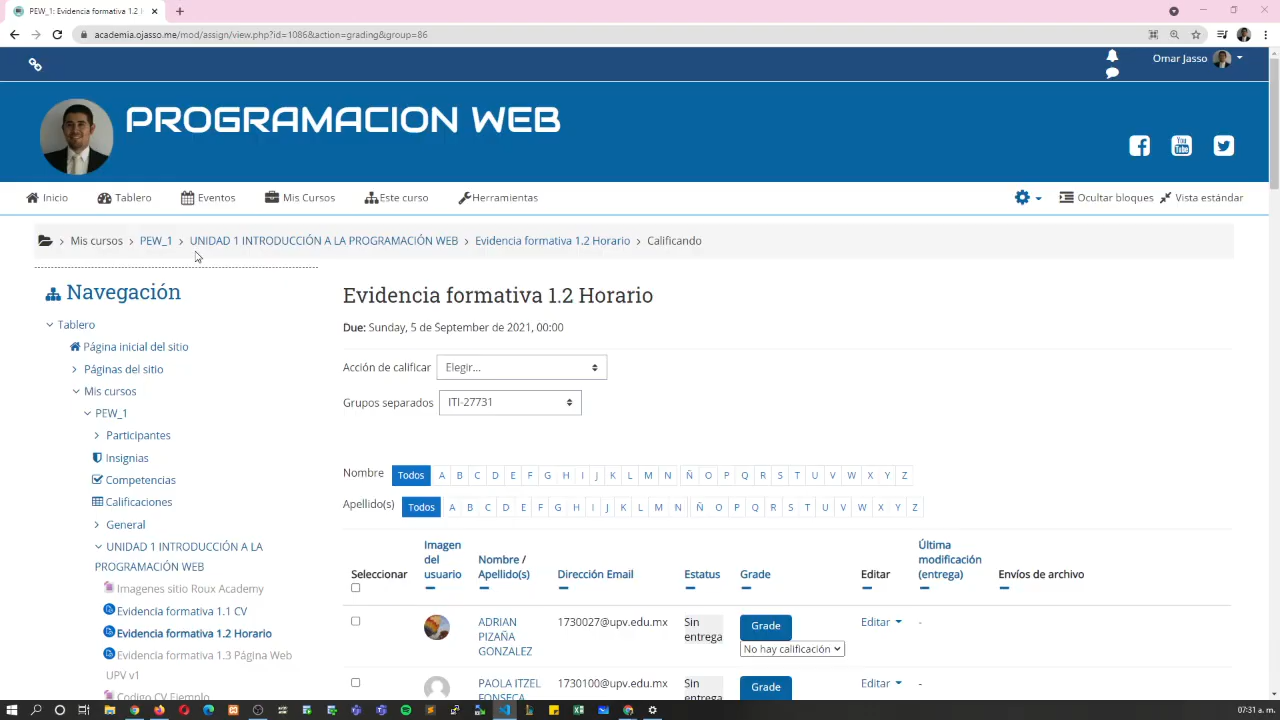 PEW_1: Evidencia formativa 1.2 H
academia.ojasso.me/mod/assign/view.php?id=1086&action=grading&group=86
Omar Jasso
PROGRAMACION WEB
You Tube
Inicio Tablero Eventos Mis Cursos Este curso Herramientas Ocultar bloques Vista estándar
> Mis cursos > PEW_1 > UNIDAD 1 INTRODUCCIÓN A LA PROGRAMACIÓN WEB > Evidencia formativa 1.2 Horario > Calificando
Navegación
Tablero
Página inicial del sitio
Páginas del sitio
Mis cursos
PEW_1
Participantes
Insignias
Competencias
Calificaciones
General
UNIDAD 1 INTRODUCCIÓN A LA
PROGRAMACIÓN WEB
Imagenes sitio Roux Academy
Evidencia formativa 1.1 CV
Evidencia formativa 1.2 Horario
Evidencia formativa 1.3 Página Web
UPV v1
Codigo CV Ejemplo
Evidencia formativa 1.2 Horario
Due: Sunday, 5 de September de 2021, 00:00
Acción de calificar Elegir...
Grupos separados ITI-27731
Nombre Todos A B C D E F G H I J K L M N Ñ O P Q R S T U V W X Y Z
Apellido(s) Todos A B C D E F G H I J K L M N Ñ O P Q R S T U V W X Y Z
Seleccionar
Imagen
del
usuario
Nombre /
Apellido(s)
Dirección Email
Estatus
Grade
Editar
Última
modificación
(entrega)
Envíos de archivo
ADRIAN
PIZAÑA
GONZALEZ
1730027@upv.edu.mx
Sin
entrega
Grade
No hay calificación
Editar
-
PAOLA ITZEL
FONSECA
1730100@upv.edu.mx
Sin
entrega
Grade
Editar
-
07:31 a. m.